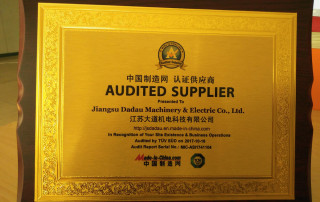 中国制造网 认证供应商
AUDITED SUPPLIER
Presented To
Jiangsu Dadau Machinery & Electric Co., Ltd.
江苏大道机电科技有限公司
In Recognition of Your Site Existence & Business Operations
Made-in-China.com
中国制造网